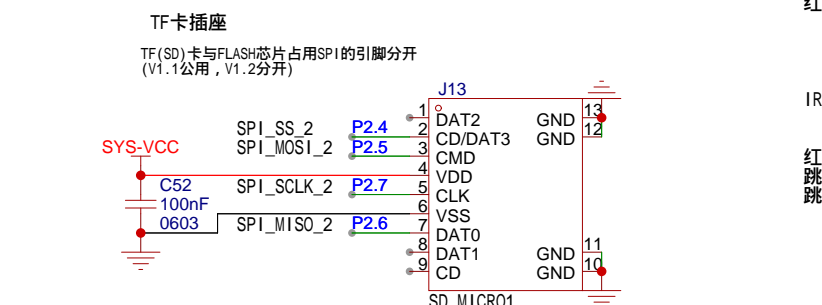 TF卡插座
TF(SD)卡与FLASH芯片占用SPI的引脚分开
(V1.1公用，V1.2分开)
J13
SYS-VCC
C52
100nF
0603
SPI_SS_2 P2.4
SPI_MOSI_2 P2.5
SPI_SCLK_2 P2.7
SPI_MISO_2 P2.6
1 DAT2 GND 13
2 CD/DAT3 GND 12
3 CMD
4 VDD
5 CLK
6 VSS
7 DAT0
8 DAT1 GND 11
9 CD GND 10
SD_MICRO1
红
IR
红
跳
跳